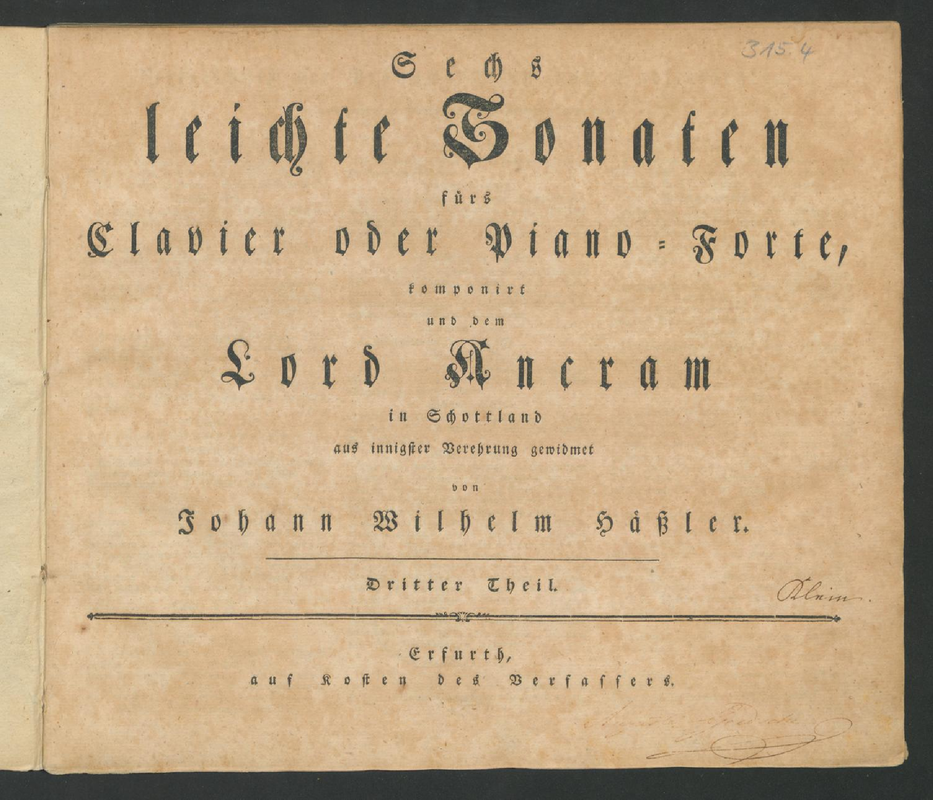 315.4
Sechs
leichte Sonaten
fürs
Clavier oder Piano=Forte,
komponirt
und dem
Lord Ancram
in Schottland
aus innigster Verehrung gewidmet
von
Johann Wilhelm Häßler.
Dritter Theil.
Klein.
Erfurth,
auf Kosten des Verfassers.